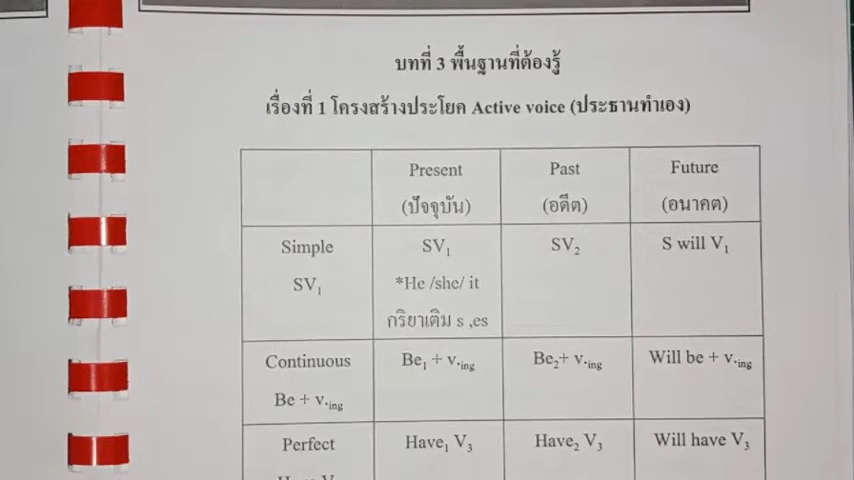 บทที่ 3 พื้นฐานที่ต้องรู้
เรื่องที่ 1 โครงสร้างประโยค Active voice (ประธานทำเอง)
Present Past Future
(ปัจจุบัน) (อดีต) (อนาคต)
Simple SV₁ SV₂ S will V₁
SV₁ *He /she/ it
กริยาเติม s ,es
Continuous Be₁ + v.ing Be₂+ v.ing Will be + v.ing
Be + v.ing
Perfect Have₁ V₃ Have₂ V₃ Will have V₃